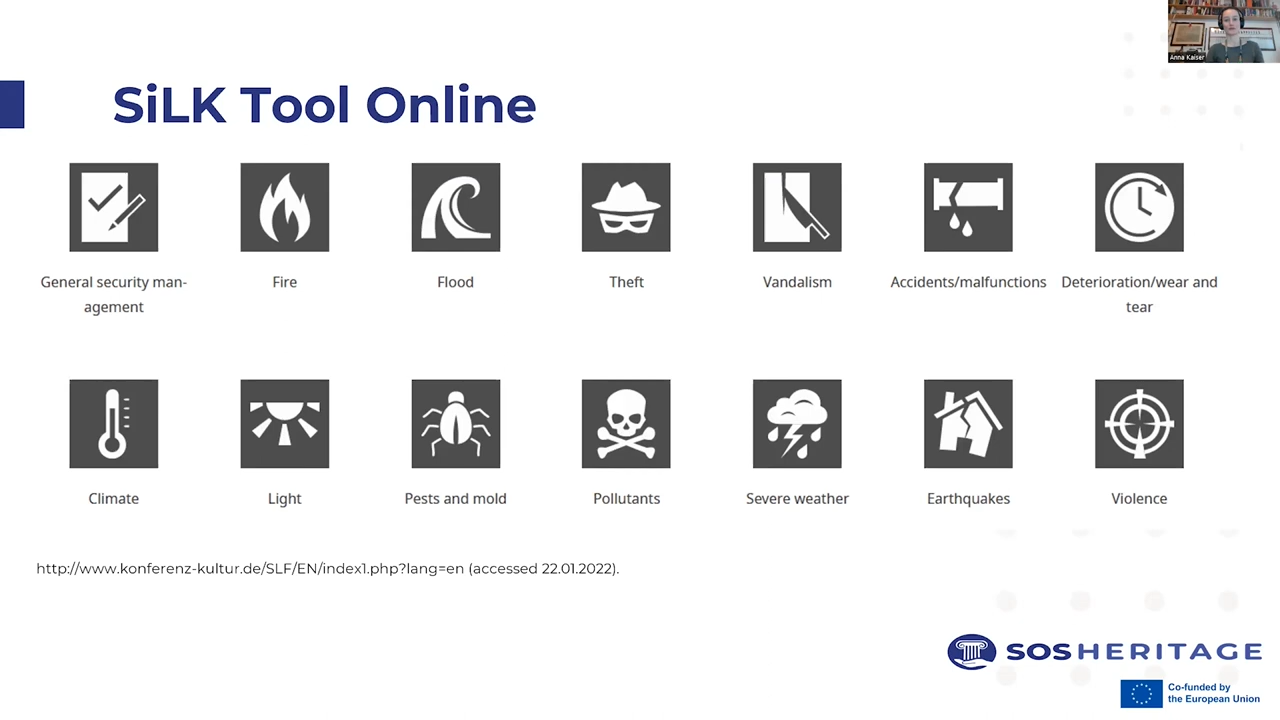 Anna Kaiser
SiLK Tool Online
General security man-
agement
Fire
Flood
Theft
Vandalism
Accidents/malfunctions
Deterioration/wear and
tear
Climate
Light
Pests and mold
Pollutants
Severe weather
Earthquakes
Violence
http://www.konferenz-kultur.de/SLF/EN/index1.php?lang=en (accessed 22.01.2022).
SOSHERITAGE
Co-funded by
the European Union